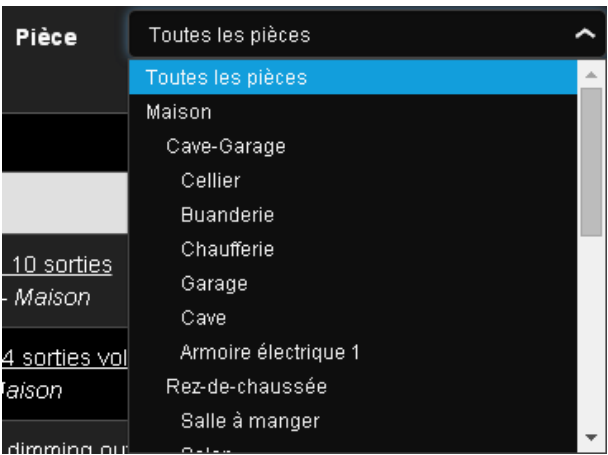 Pièce
Toutes les pièces
Toutes les pièces
Maison
Cave-Garage
Cellier
Buanderie
Chaufferie
Garage
Cave
Armoire électrique 1
Rez-de-chaussée
Salle à manger
10 sorties
- Maison
4 sorties vol
aison
dimming ou